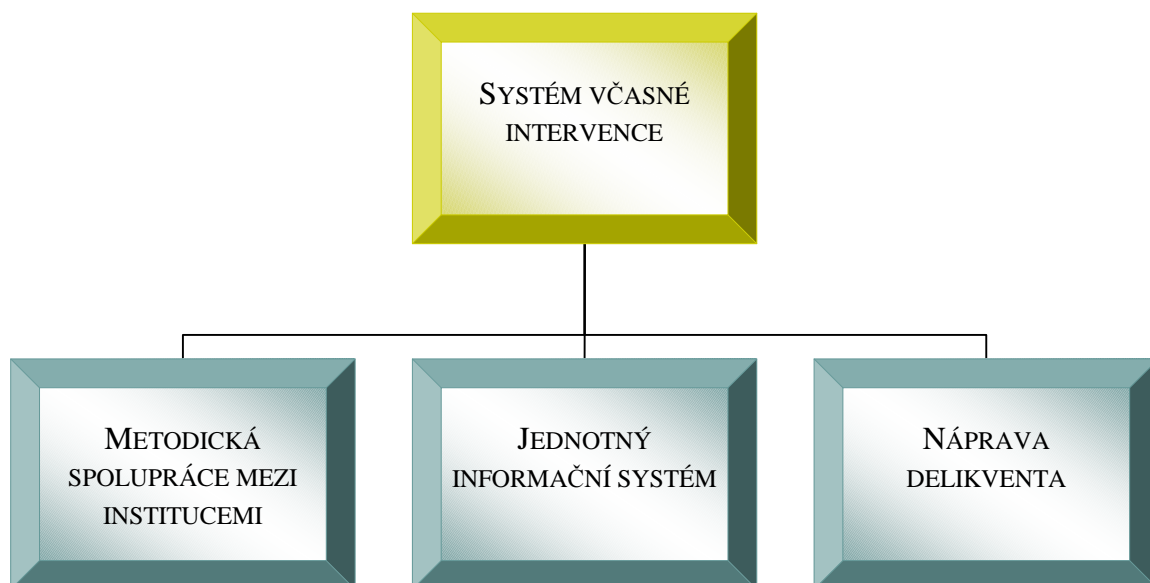 SYSTÉM VČASNÉ
INTERVENCE
METODICKÁ
SPOLUPRÁCE MEZI
INSTITUCEMI
JEDNOTNÝ
INFORMAČNÍ SYSTÉM
NÁPRAVA
DELIKVENTA